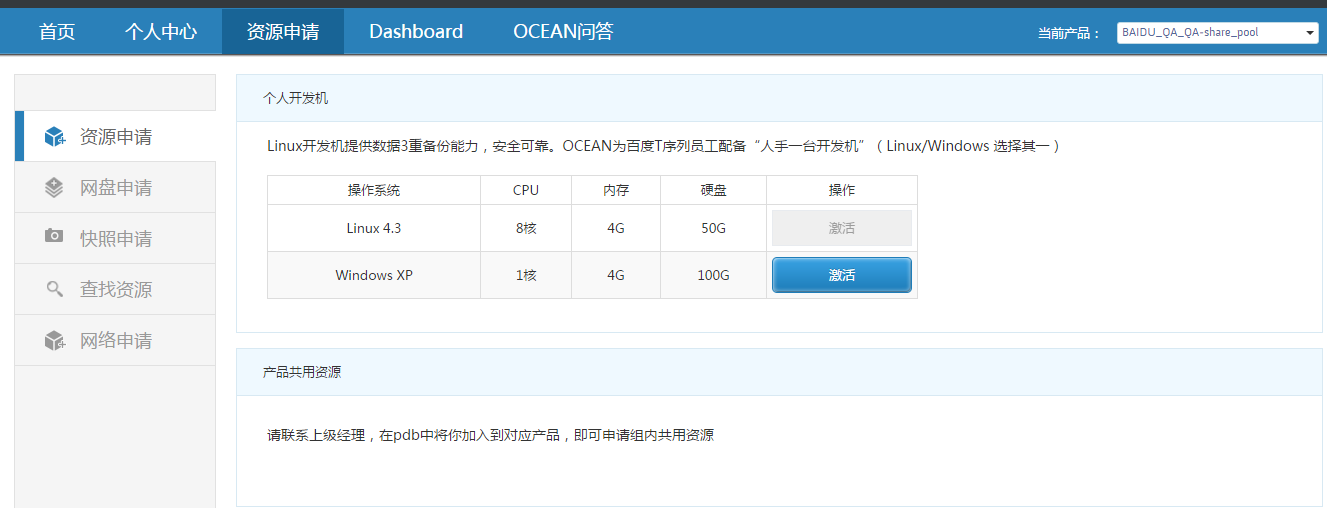 首页 个人中心 资源申请 Dashboard OCEAN问答 当前产品： BAIDU_QA_QA-share_pool
资源申请
网盘申请
快照申请
查找资源
网络申请
个人开发机
Linux开发机提供数据3重备份能力，安全可靠。OCEAN为百度T序列员工配备“人手一台开发机”（ Linux/Windows 选择其一 ）
操作系统 CPU 内存 硬盘 操作
Linux 4.3 8核 4G 50G 激活
Windows XP 1核 4G 100G 激活
产品共用资源
请联系上级经理，在pdb中将你加入到对应产品，即可申请组内共用资源